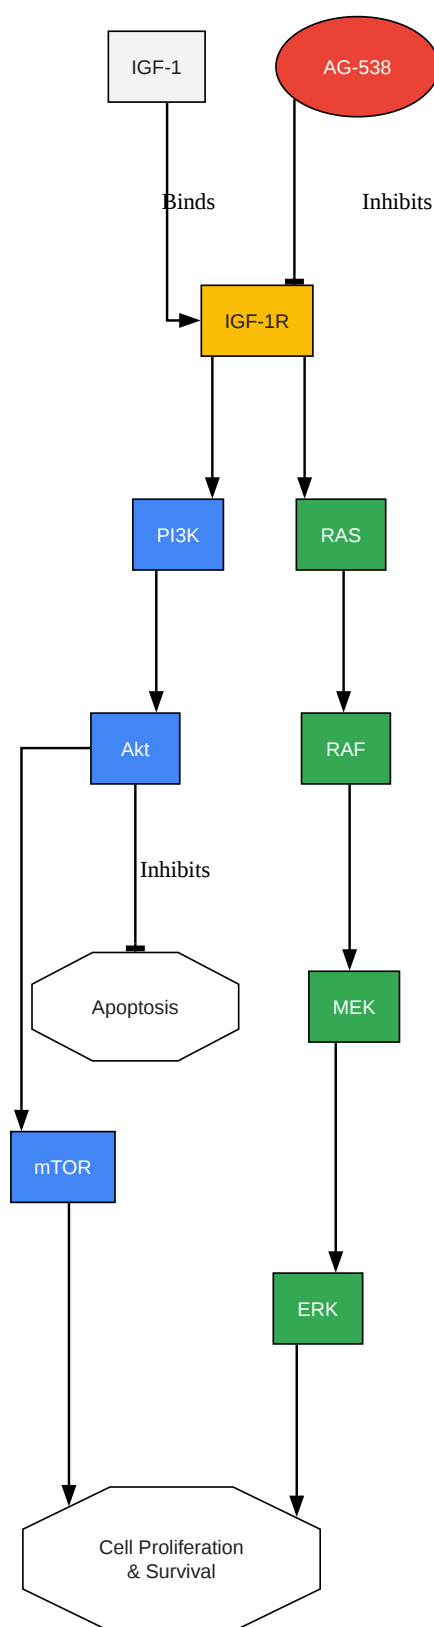 IGF-1
AG-538
Binds
Inhibits
IGF-1R
PI3K
RAS
Akt
RAF
Inhibits
Apoptosis
MEK
mTOR
ERK
Cell Proliferation
& Survival